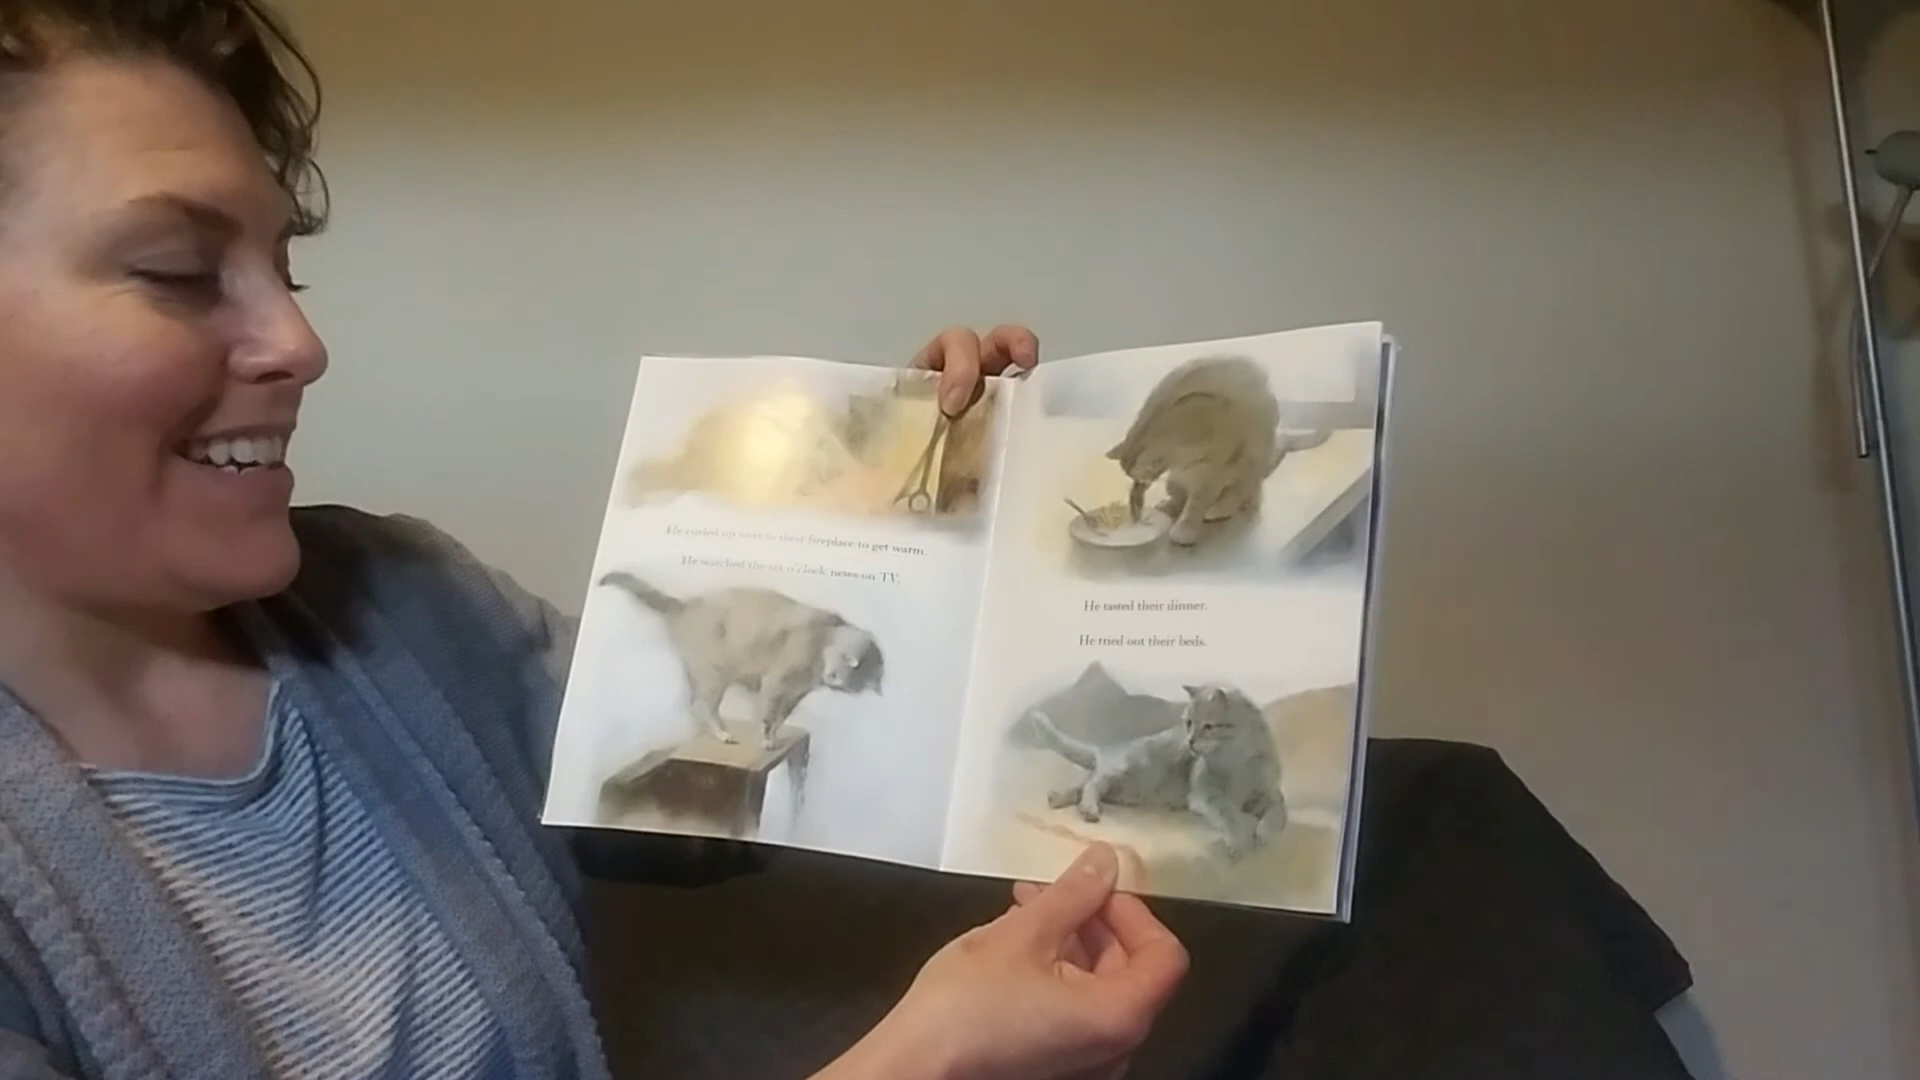 He curled up next to their fireplace to get warm.
He watched the six o'clock news on TV.
He tasted their dinner.
He tried out their beds.